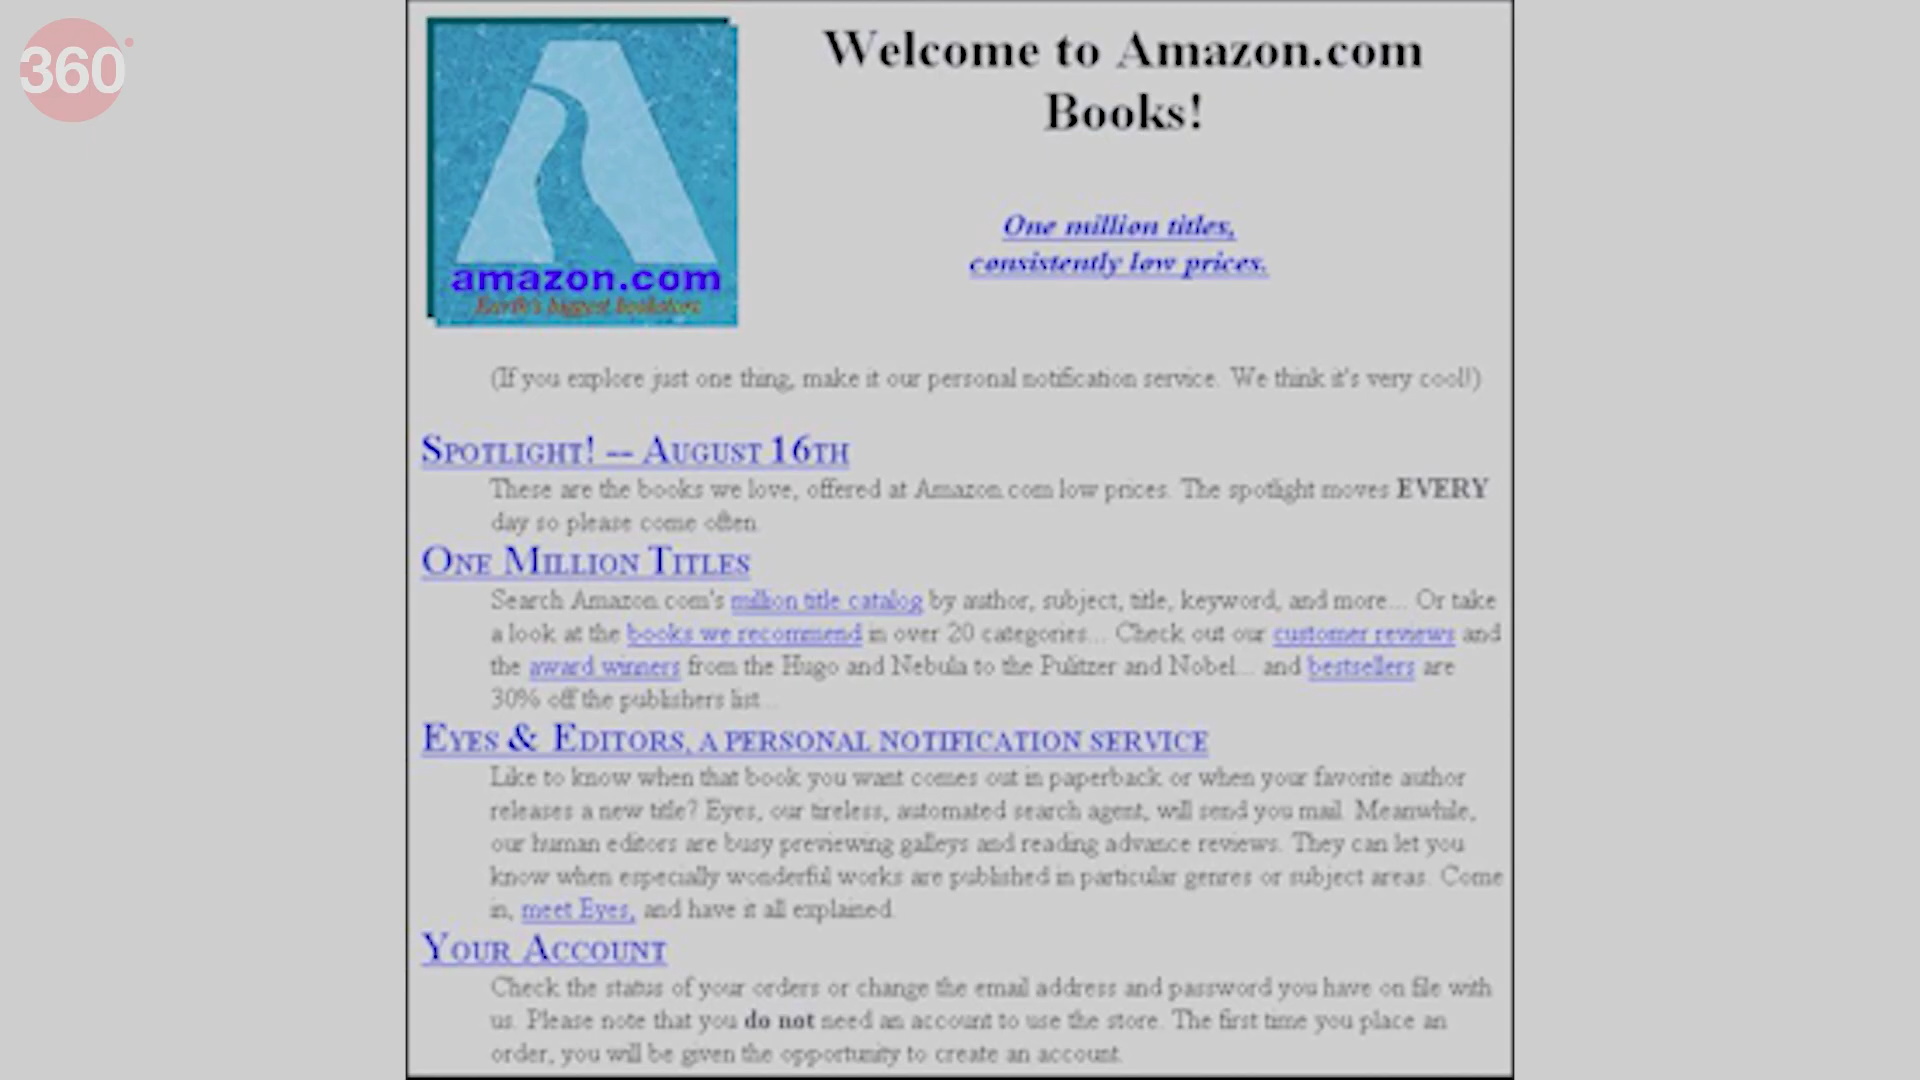 360
Welcome to Amazon.com
Books!
One million titles,
consistently low prices.
amazon.com
Earth's biggest bookstore
(If you explore just one thing, make it our personal notification service. We think it's very cool!)
SPOTLIGHT! -- AUGUST 16TH
These are the books we love, offered at Amazon.com low prices. The spotlight moves EVERY
day so please come often.
ONE MILLION TITLES
Search Amazon.com's million title catalog by author, subject, title, keyword, and more... Or take
a look at the books we recommend in over 20 categories... Check out our customer reviews and
the award winners from the Hugo and Nebula to the Pulitzer and Nobel... and bestsellers are
30% off the publishers list...
EYES & EDITORS, A PERSONAL NOTIFICATION SERVICE
Like to know when that book you want comes out in paperback or when your favorite author
releases a new title? Eyes, our tireless, automated search agent, will send you mail. Meanwhile,
our human editors are busy previewing galleys and reading advance reviews. They can let you
know when especially wonderful works are published in particular genres or subject areas. Come
in, meet Eyes, and have it all explained.
YOUR ACCOUNT
Check the status of your orders or change the email address and password you have on file with
us. Please note that you do not need an account to use the store. The first time you place an
order, you will be given the opportunity to create an account.